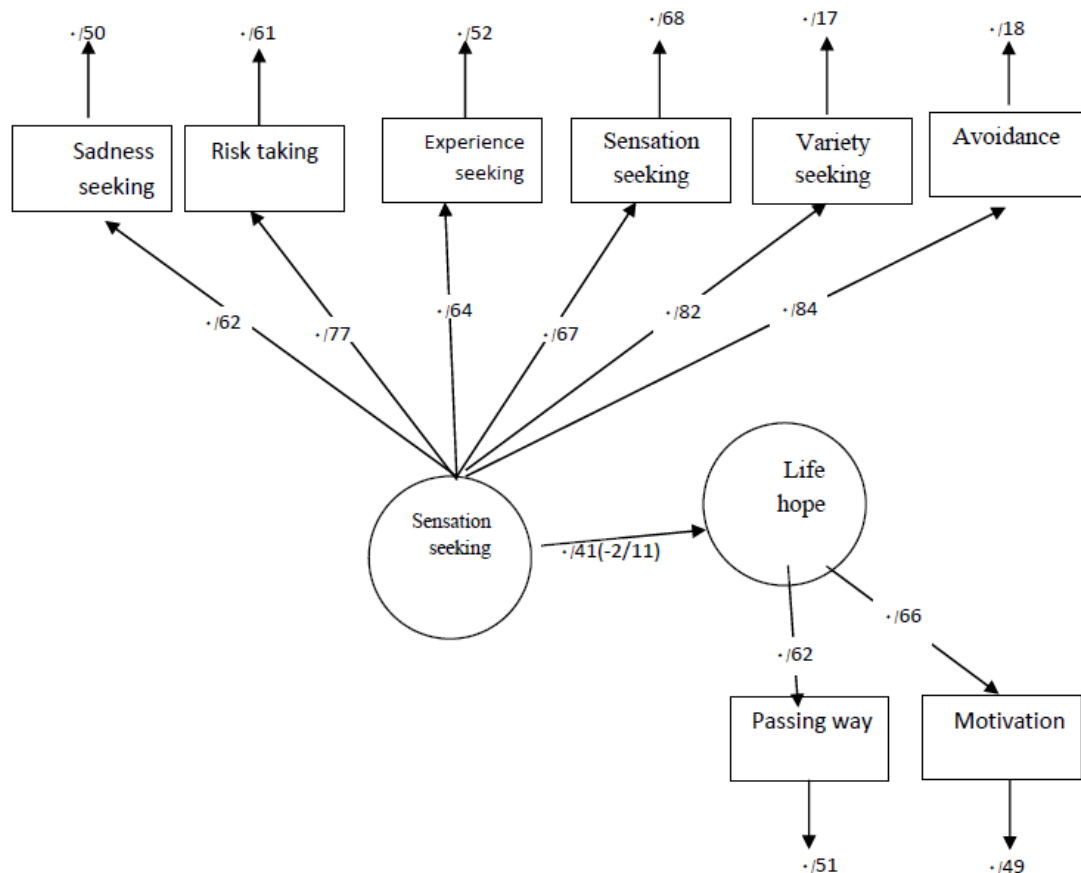 ·/50
·/61
·/52
·/68
·/17
·/18
Sadness
seeking
Risk taking
Experience
seeking
Sensation
seeking
Variety
seeking
Avoidance
·/62
·/77
·/64
·/67
·/82
·/84
Sensation
seeking
·/41(-2/11)
Life
hope
·/62
·/66
Passing way
Motivation
·/51
·/49